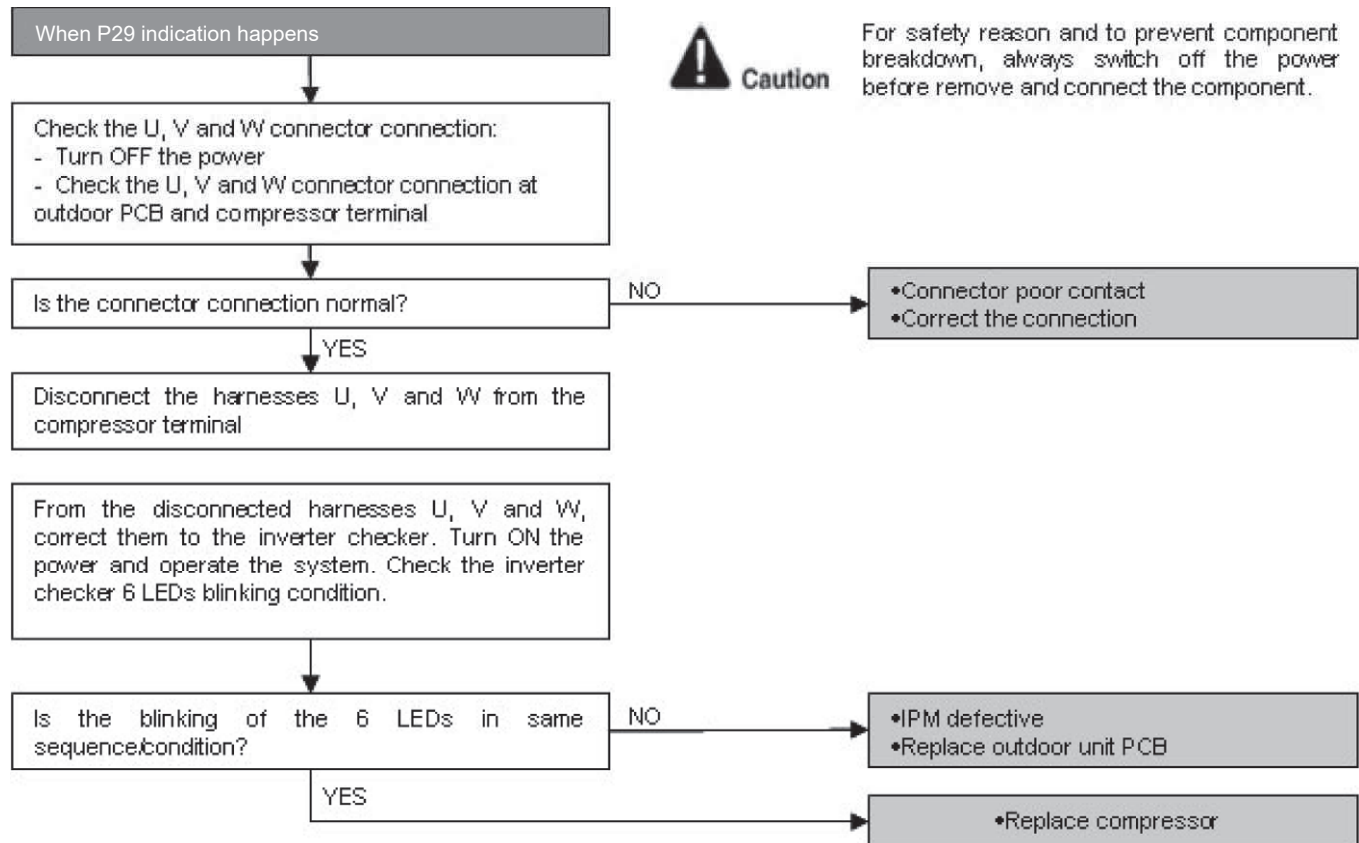 When P29 indication happens
Caution
For safety reason and to prevent component
breakdown, always switch off the power
before remove and connect the component.
Check the U, V and W connector connection:
- Turn OFF the power
- Check the U, V and W connector connection at
outdoor PCB and compressor terminal
Is the connector connection normal?
NO
•Connector poor contact
•Correct the connection
YES
Disconnect the harnesses U, V and W from the
compressor terminal
From the disconnected harnesses U, V and W,
correct them to the inverter checker. Turn ON the
power and operate the system. Check the inverter
checker 6 LEDs blinking condition.
Is the blinking of the 6 LEDs in same
sequence/condition?
NO
•IPM defective
•Replace outdoor unit PCB
YES
•Replace compressor